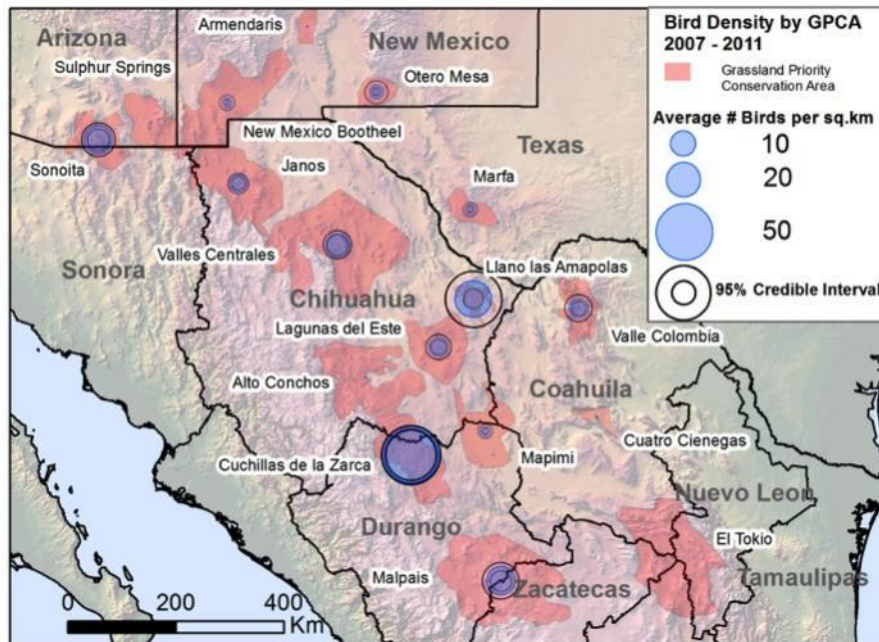 Bird Density by GPCA
2007 - 2011
Grassland Priority
Conservation Area
Average # Birds per sq.km
10
20
50
95% Credible Interval
Armendaris
Arizona
New Mexico
Sulphur Springs
Otero Mesa
New Mexico Bootheel
Texas
Sonoita
Janos
Marfa
Valles Centrales
Llano las Amapolas
Sonora
Chihuahua
Lagunas del Este
Valle Colombia
Alto Conchos
Coahuila
Cuatro Cienegas
Cuchillas de la Zarca
Mapimi
Nuevo Leon
Durango
El Tokio
Malpais
Zacatecas
Tamaulipas
0 200 400
Km